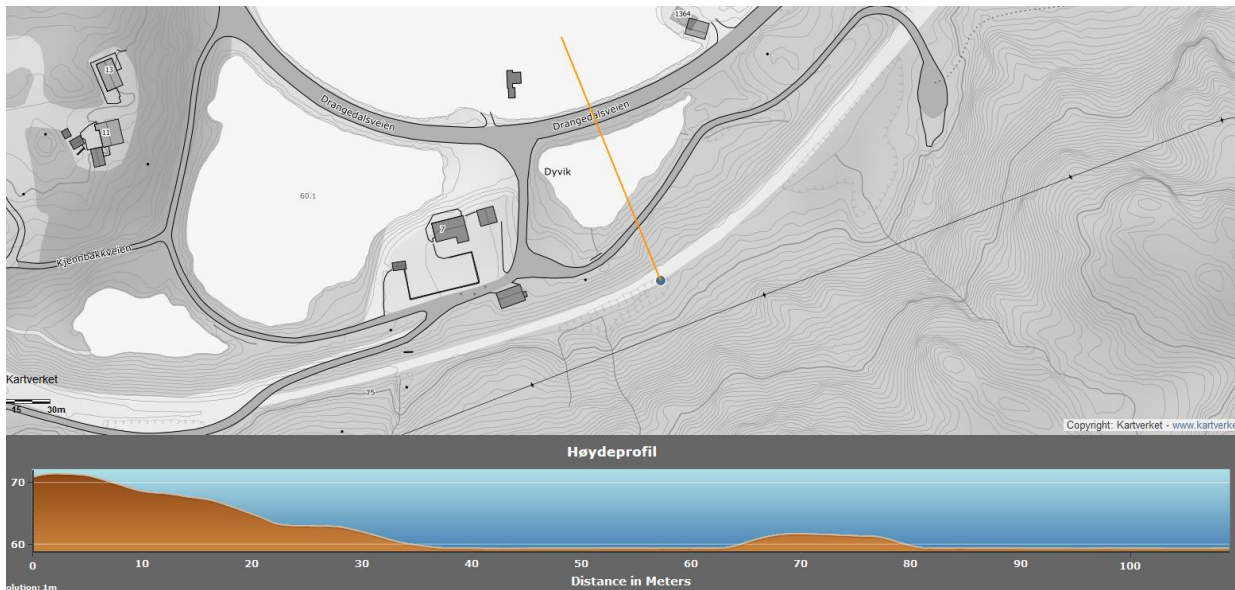 1364
13
Drangedalsveien
Drangedalsveien
11
Dyvik
60.1
7
Kjennbakkveien
Kartverket
75
15 30m
Copyright: Kartverket - www.kartverke
Høydeprofil
70
60
0 10 20 30 40 50 60 70 80 90 100
Distance in Meters
olution: 1m